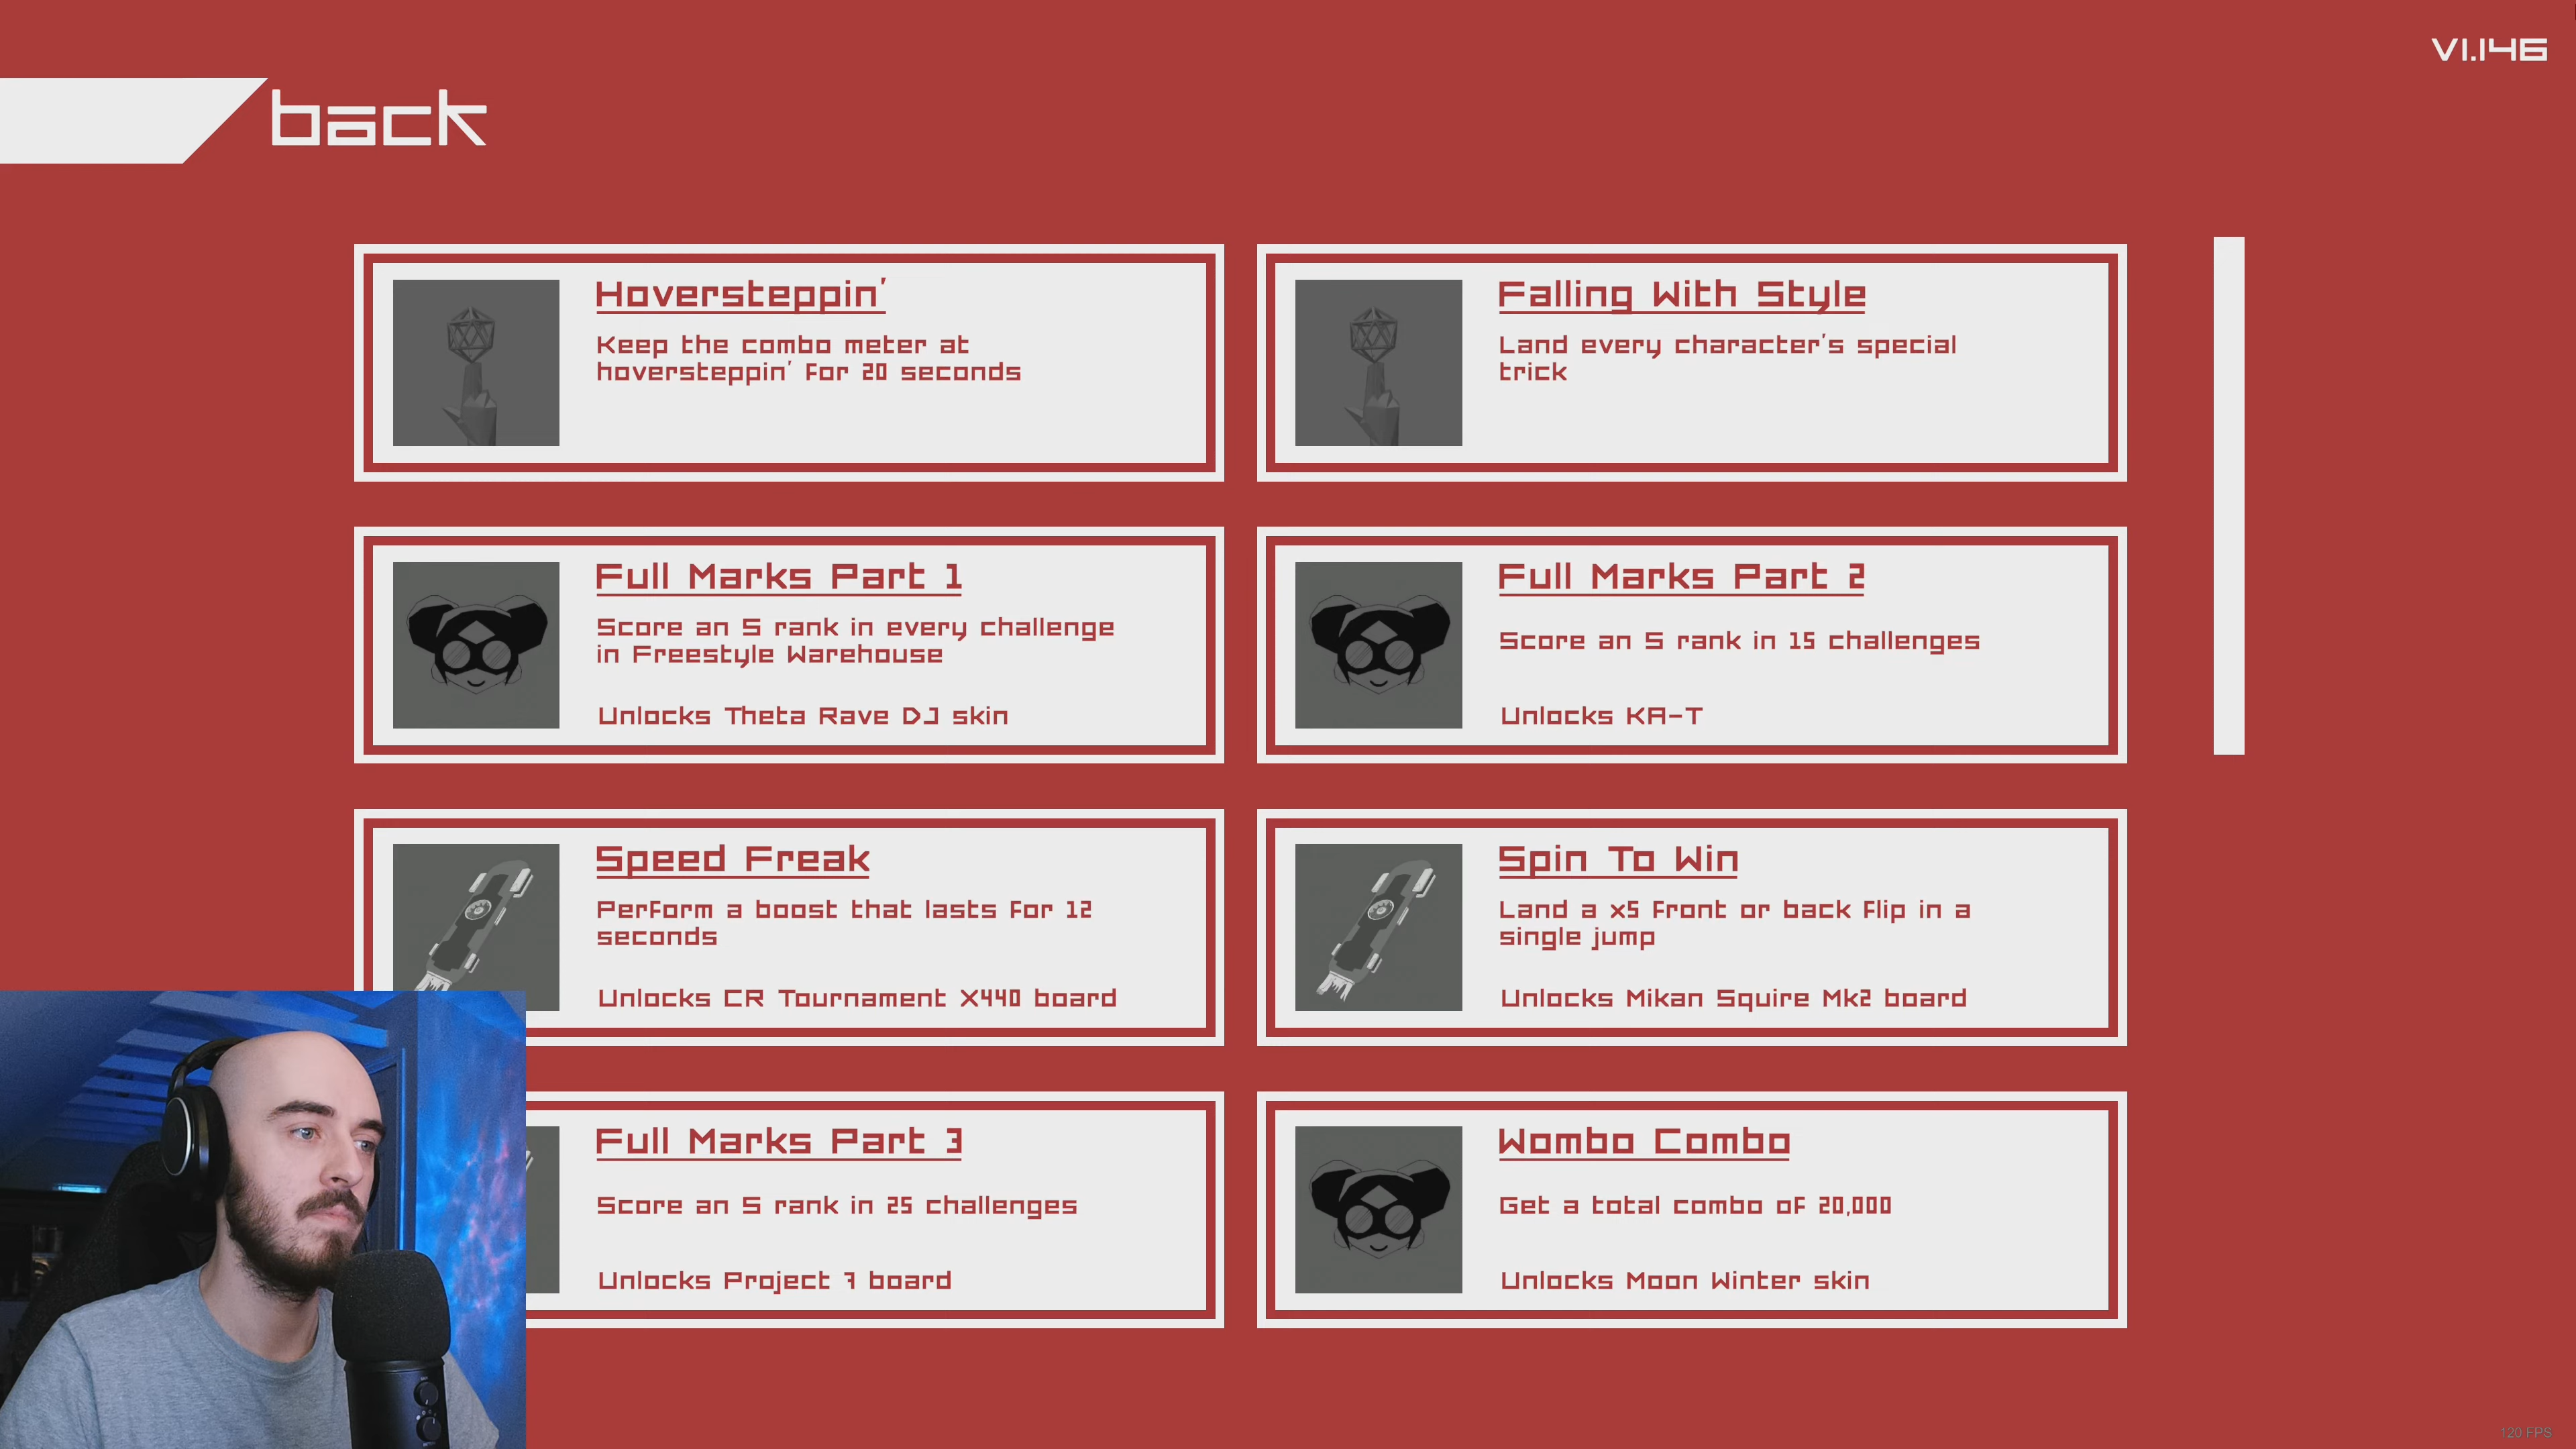 V1.146
back
Hoversteppin'
Keep the combo meter at
hoversteppin' for 20 seconds
Falling With Style
Land every character's special
trick
Full Marks Part 1
Score an S rank in every challenge
in Freestyle Warehouse
Unlocks Theta Rave DJ skin
Full Marks Part 2
Score an S rank in 15 challenges
Unlocks KA-T
Speed Freak
Perform a boost that lasts for 12
seconds
Unlocks CR Tournament X440 board
Spin To Win
Land a x5 front or back flip in a
single jump
Unlocks Mikan Squire Mk2 board
Full Marks Part 3
Score an S rank in 25 challenges
Unlocks Project 7 board
Wombo Combo
Get a total combo of 20,000
Unlocks Moon Winter skin
120 FPS